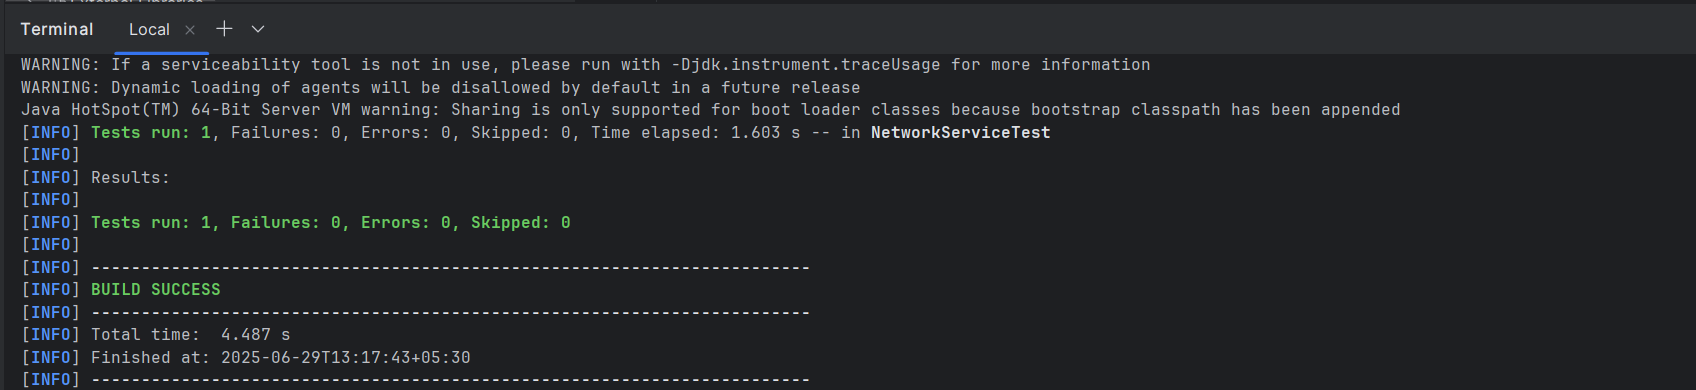 External Libraries
Terminal Local × + ⌄
WARNING: If a serviceability tool is not in use, please run with -Djdk.instrument.traceUsage for more information
WARNING: Dynamic loading of agents will be disallowed by default in a future release
Java HotSpot(TM) 64-Bit Server VM warning: Sharing is only supported for boot loader classes because bootstrap classpath has been appended
[INFO] Tests run: 1, Failures: 0, Errors: 0, Skipped: 0, Time elapsed: 1.603 s -- in NetworkServiceTest
[INFO]
[INFO] Results:
[INFO]
[INFO] Tests run: 1, Failures: 0, Errors: 0, Skipped: 0
[INFO]
[INFO] ------------------------------------------------------------------------
[INFO] BUILD SUCCESS
[INFO] ------------------------------------------------------------------------
[INFO] Total time:  4.487 s
[INFO] Finished at: 2025-06-29T13:17:43+05:30
[INFO] ------------------------------------------------------------------------